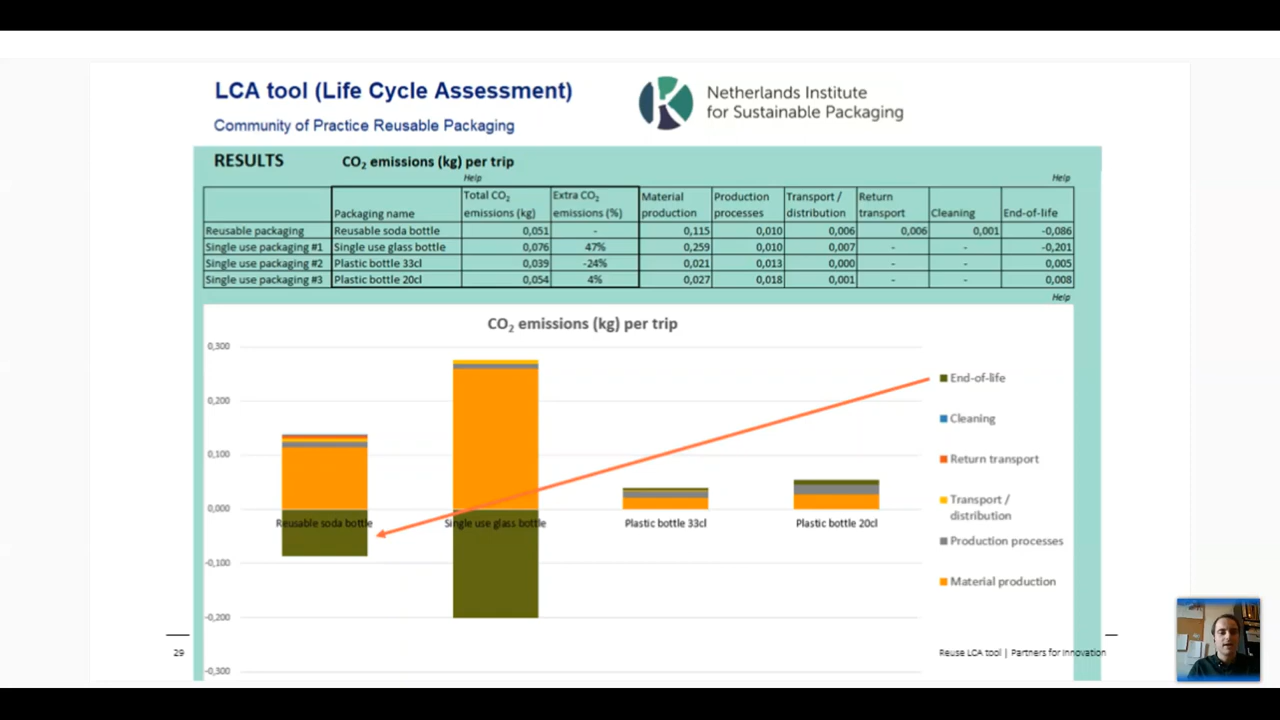 LCA tool (Life Cycle Assessment)
Community of Practice Reusable Packaging
Netherlands Institute
for Sustainable Packaging
RESULTS CO₂ emissions (kg) per trip
Help Help
Packaging name Total CO₂ emissions (kg) Extra CO₂ emissions (%) Material production Production processes Transport / distribution Return transport Cleaning End-of-life
Reusable packaging Reusable soda bottle 0,051 - 0,115 0,010 0,006 0,006 0,001 -0,086
Single use packaging #1 Single use glass bottle 0,076 47% 0,259 0,010 0,007 - - -0,201
Single use packaging #2 Plastic bottle 33cl 0,039 -24% 0,021 0,013 0,000 - - 0,005
Single use packaging #3 Plastic bottle 20cl 0,054 4% 0,027 0,018 0,001 - - 0,008
Help
CO₂ emissions (kg) per trip
0,300
0,200
0,100
0,000
-0,100
-0,200
-0,300
Reusable soda bottle
Single use glass bottle
Plastic bottle 33cl
Plastic bottle 20cl
End-of-life
Cleaning
Return transport
Transport /
distribution
Production processes
Material production
29
Reuse LCA tool | Partners for Innovation